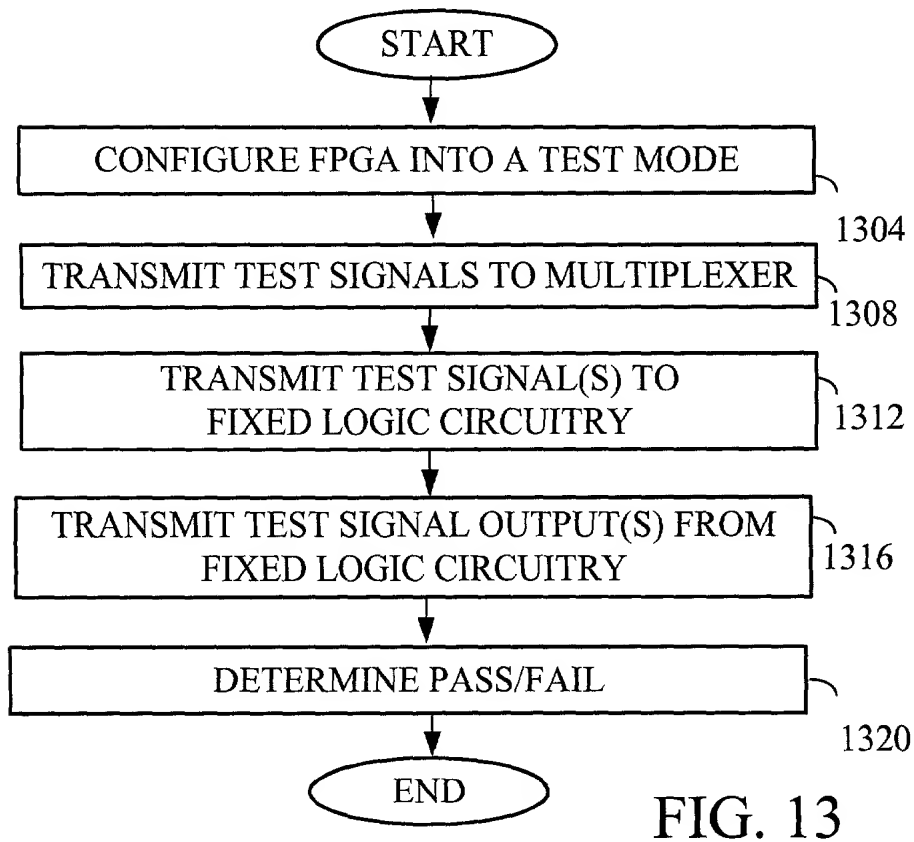 START
CONFIGURE FPGA INTO A TEST MODE
1304
TRANSMIT TEST SIGNALS TO MULTIPLEXER
1308
TRANSMIT TEST SIGNAL(S) TO
FIXED LOGIC CIRCUITRY
1312
TRANSMIT TEST SIGNAL OUTPUT(S) FROM
FIXED LOGIC CIRCUITRY
1316
DETERMINE PASS/FAIL
1320
END
FIG. 13